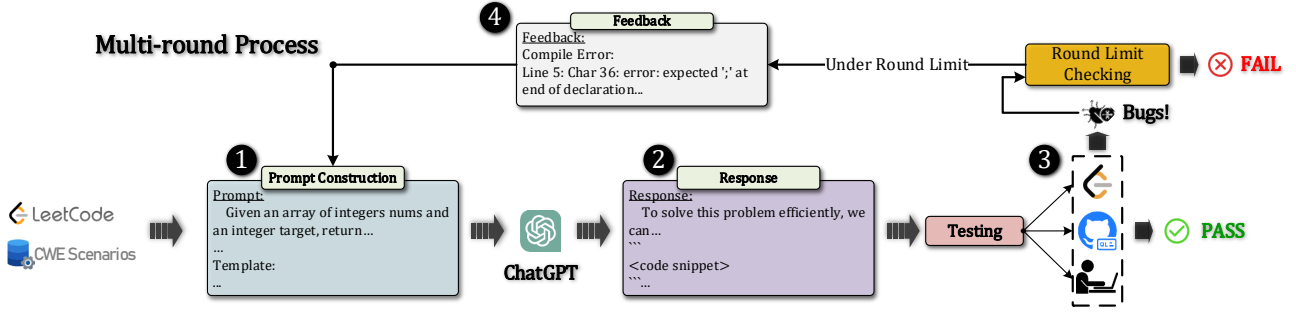 Multi-round Process
4
Feedback
Feedback:
Compile Error:
Line 5: Char 36: error: expected ';' at
end of declaration...
Under Round Limit
Round Limit
Checking
FAIL
Bugs!
1
Prompt Construction
Prompt:
Given an array of integers nums and
an integer target, return...
...
Template:
...
LeetCode
CWE Scenarios
ChatGPT
2
Response
Response:
To solve this problem efficiently, we
can...
```
<code snippet>
```...
Testing
3
QL
PASS